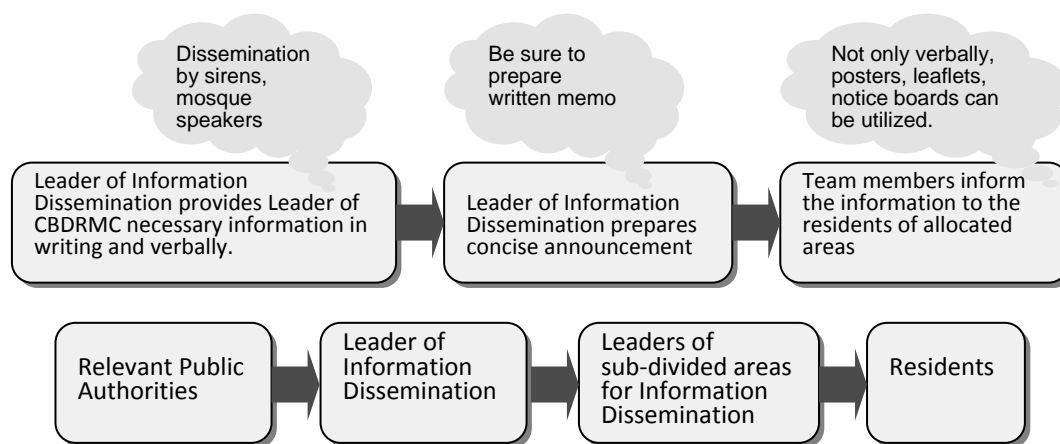 Dissemination
by sirens,
mosque
speakers
Be sure to
prepare
written memo
Not only verbally,
posters, leaflets,
notice boards can
be utilized.
Leader of Information
Dissemination provides Leader of
CBDRMC necessary information in
writing and verbally.
Leader of Information
Dissemination prepares
concise announcement
Team members inform
the information to the
residents of allocated
areas
Relevant Public
Authorities
Leader of
Information
Dissemination
Leaders of
sub-divided areas
for Information
Dissemination
Residents